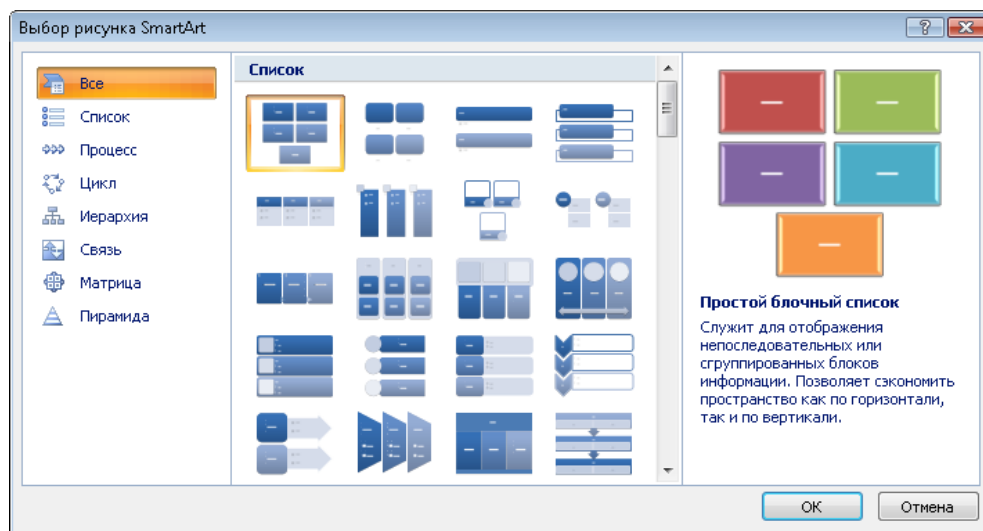 Выбор рисунка SmartArt
Все
Список
Процесс
Цикл
Иерархия
Связь
Матрица
Пирамида
Список
Простой блочный список
Служит для отображения
непоследовательных или
сгруппированных блоков
информации. Позволяет сэкономить
пространство как по горизонтали,
так и по вертикали.
ОК
Отмена